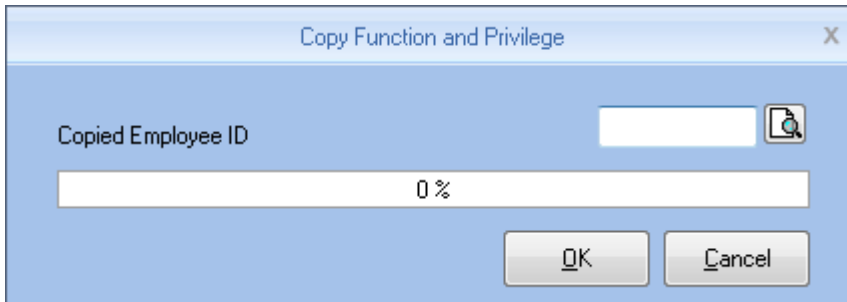 Copy Function and Privilege
X
Copied Employee ID
0 %
OK
Cancel